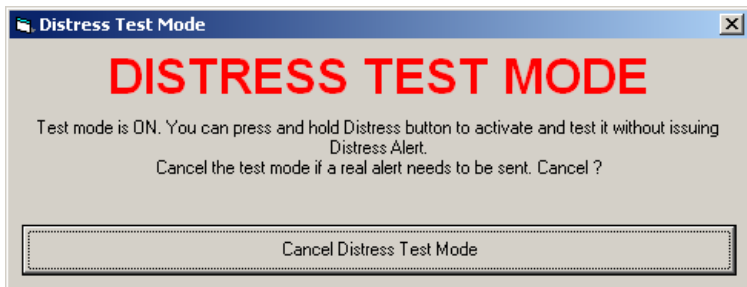 Distress Test Mode
DISTRESS TEST MODE
Test mode is ON. You can press and hold Distress button to activate and test it without issuing
Distress Alert.
Cancel the test mode if a real alert needs to be sent. Cancel ?
Cancel Distress Test Mode